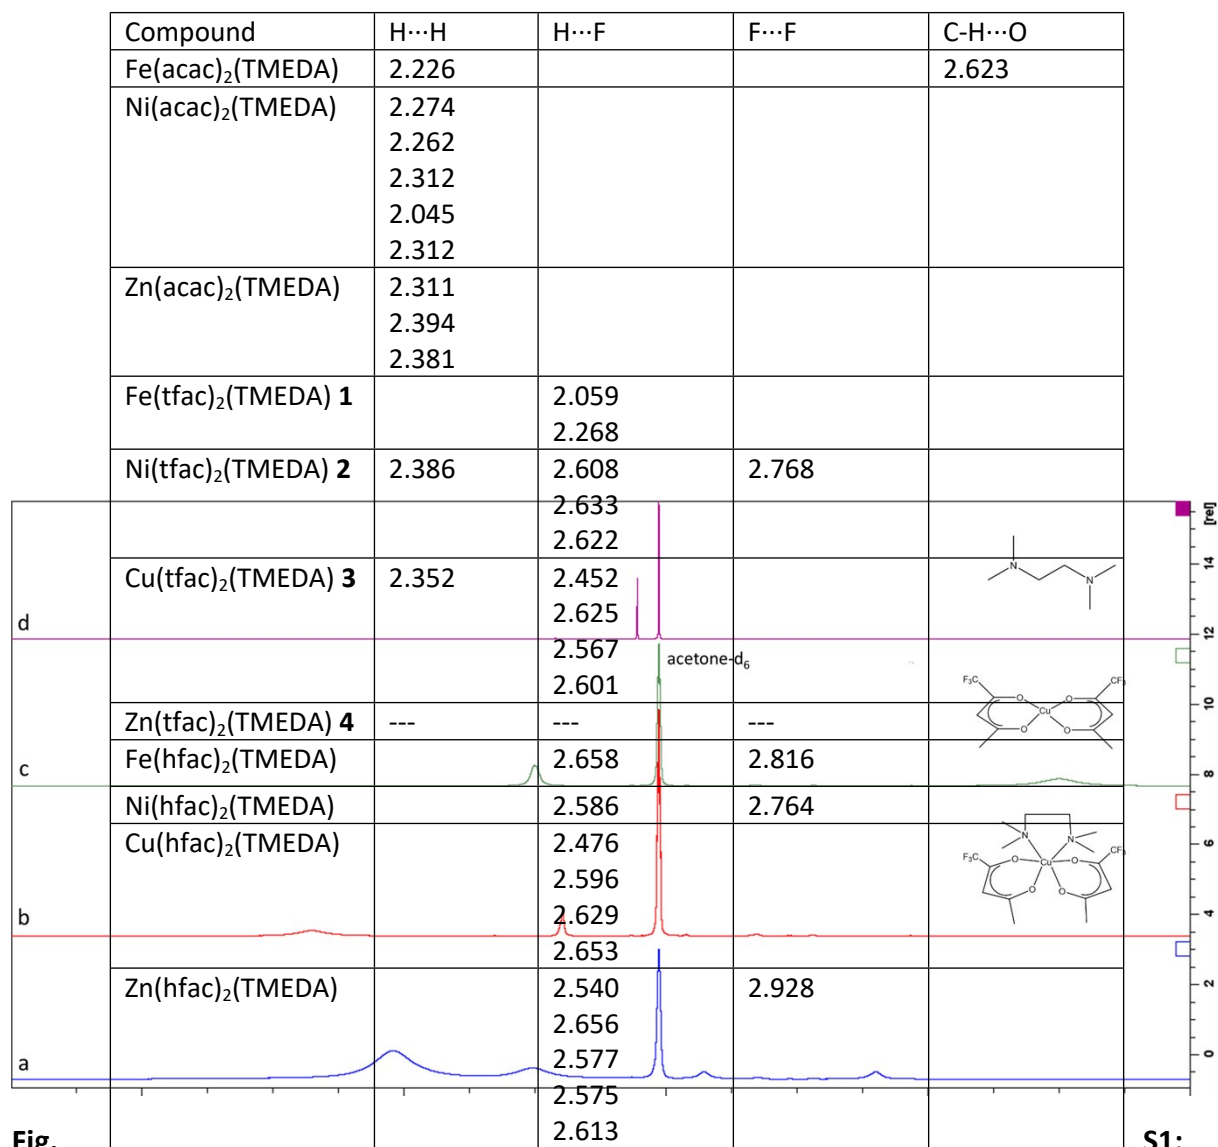 Compound H···H H···F F···F C-H···O
Fe(acac)₂(TMEDA) 2.226 2.623
Ni(acac)₂(TMEDA) 2.274
2.262
2.312
2.045
2.312
Zn(acac)₂(TMEDA) 2.311
2.394
2.381
Fe(tfac)₂(TMEDA) 1 2.059
2.268
Ni(tfac)₂(TMEDA) 2 2.386 2.608 2.768
2.633
2.622
Cu(tfac)₂(TMEDA) 3 2.352 2.452
2.625
2.567
2.601
Zn(tfac)₂(TMEDA) 4 --- --- ---
Fe(hfac)₂(TMEDA) 2.658 2.816
Ni(hfac)₂(TMEDA) 2.586 2.764
Cu(hfac)₂(TMEDA) 2.476
2.596
2.629
2.653
Zn(hfac)₂(TMEDA) 2.540 2.928
2.656
2.577
2.575
2.613
d
c
b
a
acetone-d₆
N
N
F₃C CF₃
O O
Cu
O O
N N
F₃C CF₃
O Cu O
O O
[rel]
14
12
10
8
6
4
2
0
Fig. S1: